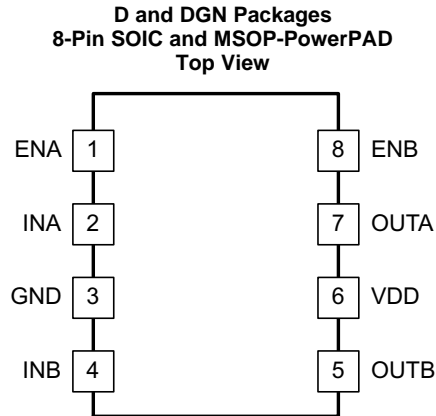 D and DGN Packages
8-Pin SOIC and MSOP-PowerPAD
Top View
ENA 1 8 ENB
INA 2 7 OUTA
GND 3 6 VDD
INB 4 5 OUTB